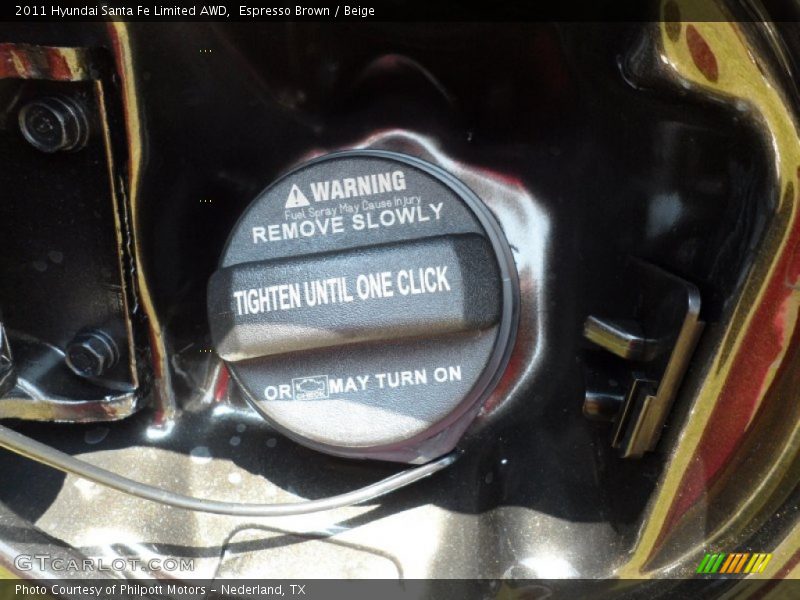 2011 Hyundai Santa Fe Limited AWD,  Espresso Brown / Beige
WARNING
Fuel Spray May Cause Injury
REMOVE SLOWLY
TIGHTEN UNTIL ONE CLICK
OR CHECK MAY TURN ON
GTCarLot.com
Photo Courtesy of Philpott Motors - Nederland, TX